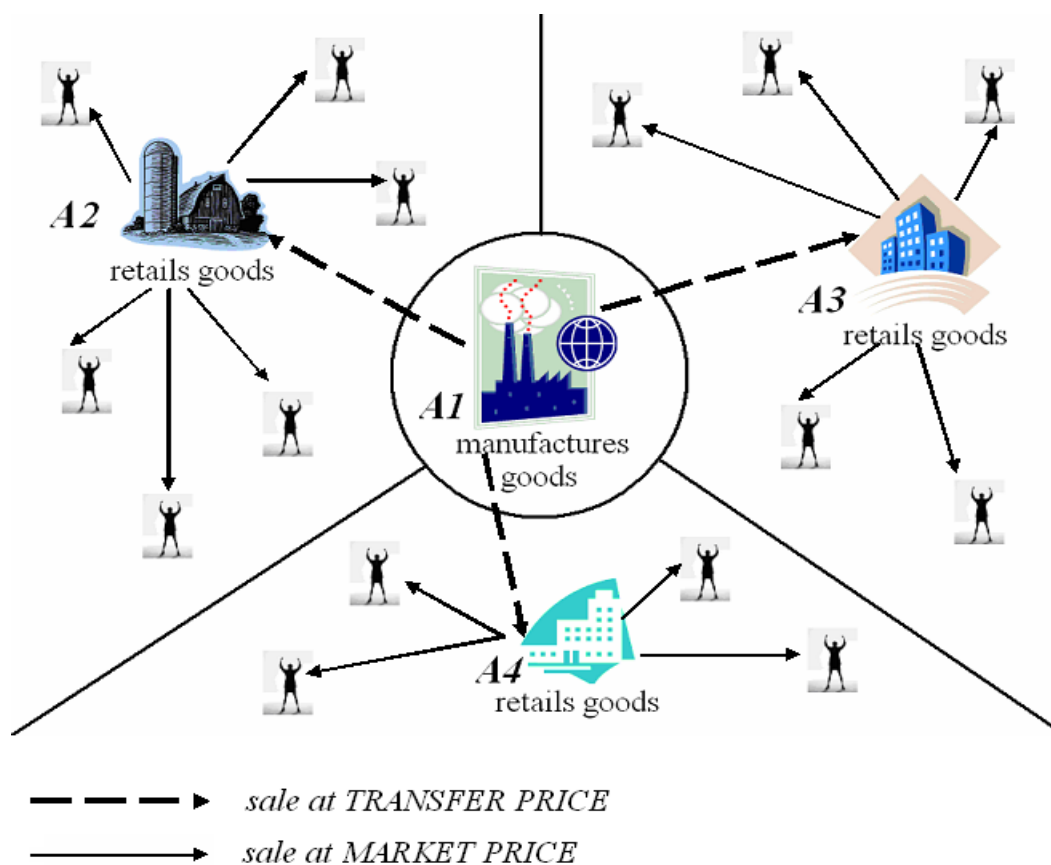 A2
retails goods
A3
retails goods
A1
manufactures
goods
A4
retails goods
sale at TRANSFER PRICE
sale at MARKET PRICE